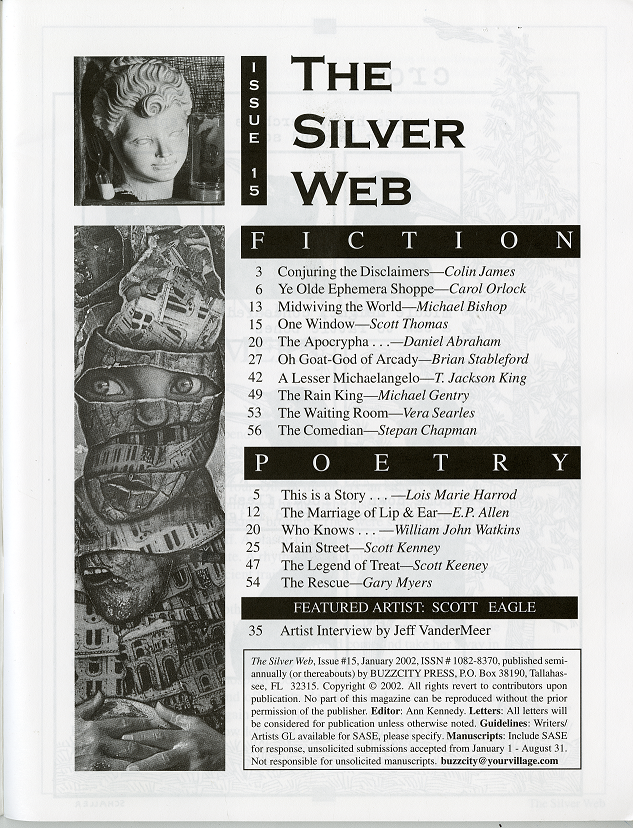 ISSUE 15
THE
SILVER
WEB
FICTION
3 Conjuring the Disclaimers—Colin James
6 Ye Olde Ephemera Shoppe—Carol Orlock
13 Midwiving the World—Michael Bishop
15 One Window—Scott Thomas
20 The Apocrypha . . .—Daniel Abraham
27 Oh Goat-God of Arcady—Brian Stableford
42 A Lesser Michaelangelo—T. Jackson King
49 The Rain King—Michael Gentry
53 The Waiting Room—Vera Searles
56 The Comedian—Stepan Chapman
POETRY
5 This is a Story . . . —Lois Marie Harrod
12 The Marriage of Lip & Ear—E.P. Allen
20 Who Knows . . . —William John Watkins
25 Main Street—Scott Kenney
47 The Legend of Treat—Scott Keeney
54 The Rescue—Gary Myers
FEATURED ARTIST: SCOTT EAGLE
35 Artist Interview by Jeff VanderMeer
The Silver Web, Issue #15, January 2002, ISSN # 1082-8370, published semi-
annually (or thereabouts) by BUZZCITY PRESS, P.O. Box 38190, Tallahas-
see, FL 32315. Copyright © 2002. All rights revert to contributors upon
publication. No part of this magazine can be reproduced without the prior
permission of the publisher. Editor: Ann Kennedy. Letters: All letters will
be considered for publication unless otherwise noted. Guidelines: Writers/
Artists GL available for SASE, please specify. Manuscripts: Include SASE
for response, unsolicited submissions accepted from January 1 - August 31.
Not responsible for unsolicited manuscripts. buzzcity@yourvillage.com